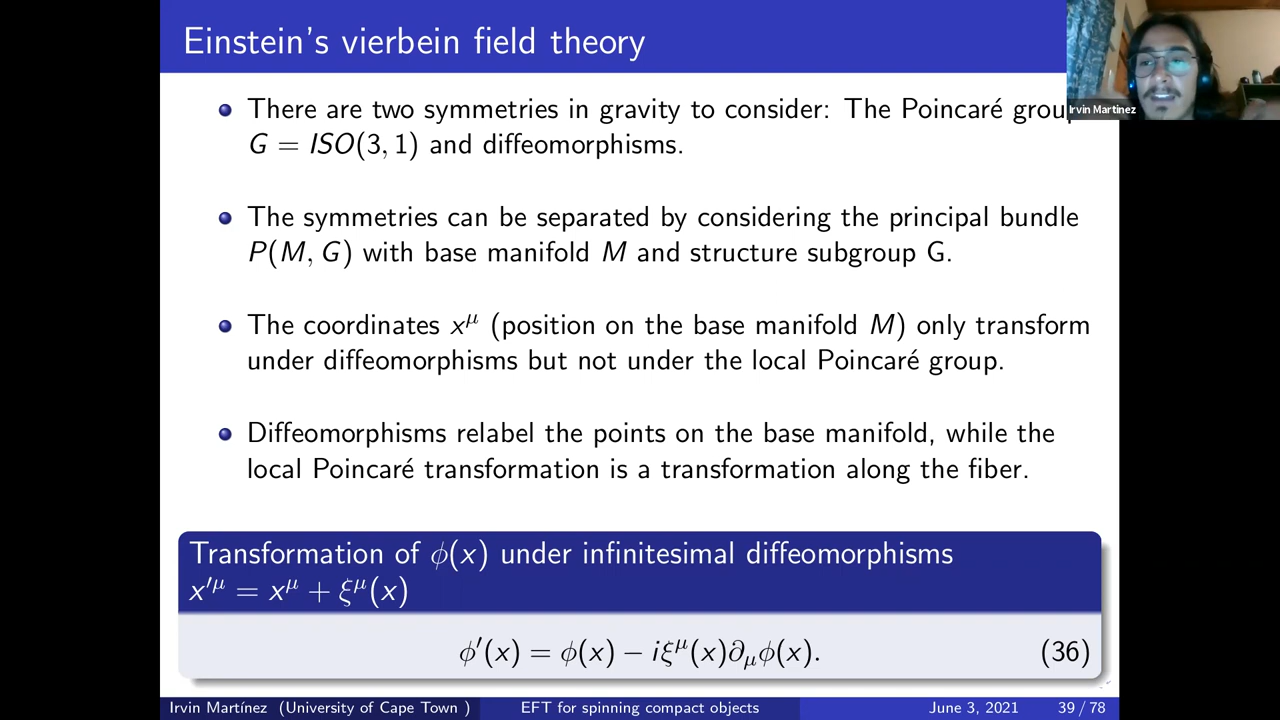 Einstein's vierbein field theory
Irvin Martinez
There are two symmetries in gravity to consider: The Poincaré group
G = ISO(3, 1) and diffeomorphisms.
The symmetries can be separated by considering the principal bundle
P(M, G) with base manifold M and structure subgroup G.
The coordinates x^μ (position on the base manifold M) only transform
under diffeomorphisms but not under the local Poincaré group.
Diffeomorphisms relabel the points on the base manifold, while the
local Poincaré transformation is a transformation along the fiber.
Transformation of ϕ(x) under infinitesimal diffeomorphisms
x′^μ = x^μ + ξ^μ(x)
ϕ′(x) = ϕ(x) − iξ^μ(x)∂_μϕ(x). (36)
Irvin Martínez (University of Cape Town ) EFT for spinning compact objects June 3, 2021 39 / 78